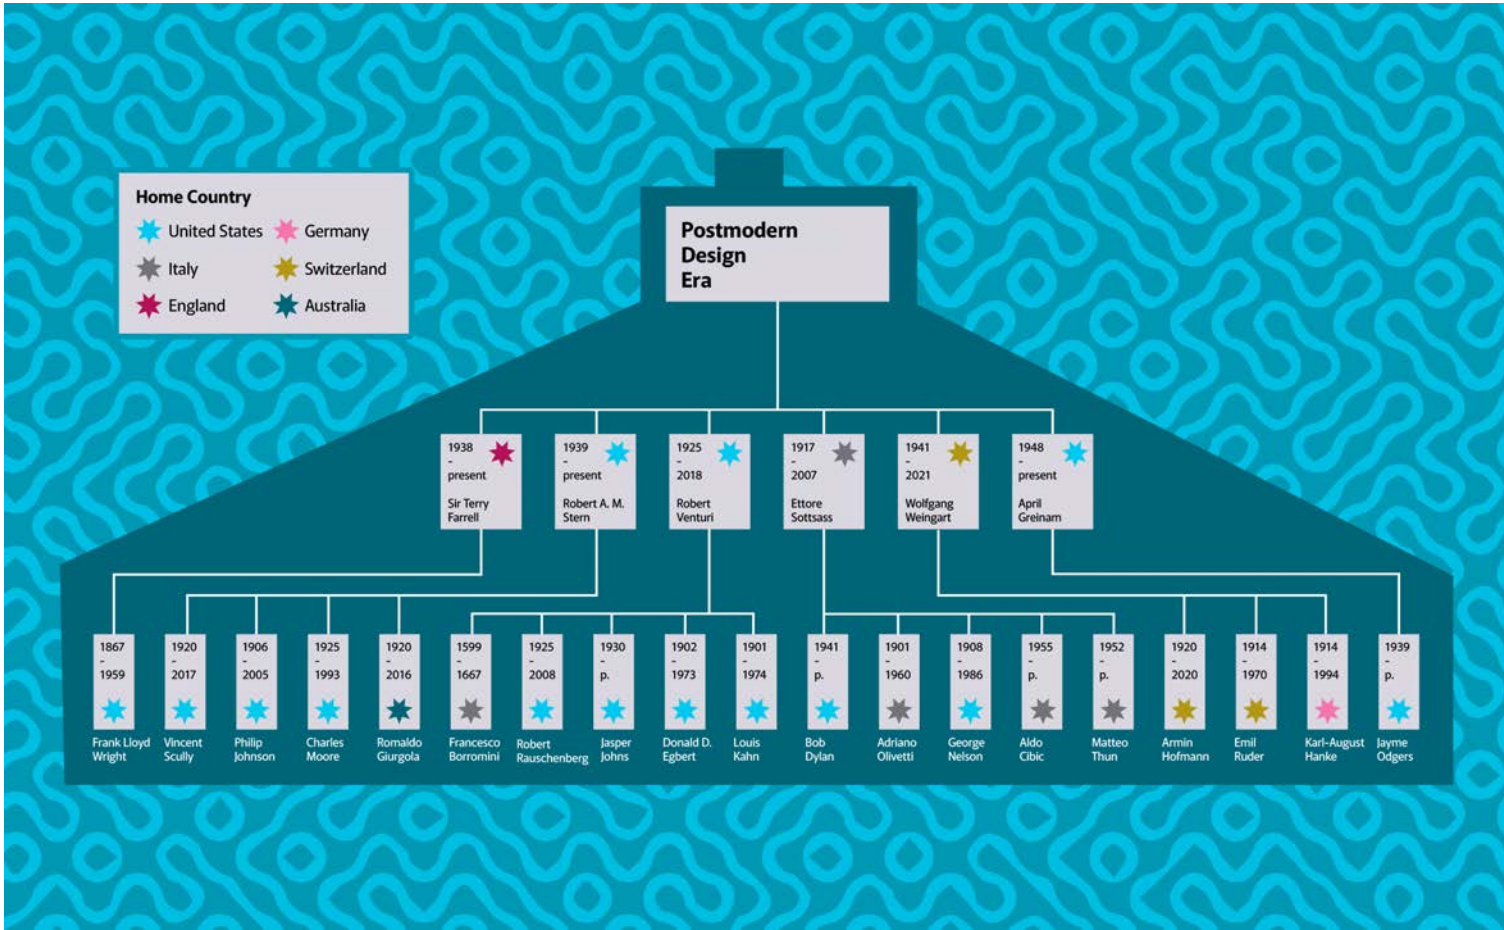 Home Country
United States
Germany
Italy
Switzerland
England
Australia
Postmodern
Design
Era
1938
-
present
Sir Terry
Farrell
1939
-
present
Robert A. M.
Stern
1925
-
2018
Robert
Venturi
1917
-
2007
Ettore
Sottsass
1941
-
2021
Wolfgang
Weingart
1948
-
present
April
Greinam
1867
-
1959
Frank Lloyd
Wright
1920
-
2017
Vincent
Scully
1906
-
2005
Philip
Johnson
1925
-
1993
Charles
Moore
1920
-
2016
Romaldo
Giurgola
1599
-
1667
Francesco
Borromini
1925
-
2008
Robert
Rauschenberg
1930
-
p.
Jasper
Johns
1902
-
1973
Donald D.
Egbert
1901
-
1974
Louis
Kahn
1941
-
p.
Bob
Dylan
1901
-
1960
Adriano
Olivetti
1908
-
1986
George
Nelson
1955
-
p.
Aldo
Cibic
1952
-
p.
Matteo
Thun
1920
-
2020
Armin
Hofmann
1914
-
1970
Emil
Ruder
1914
-
1994
Karl-August
Hanke
1939
-
p.
Jayme
Odgers